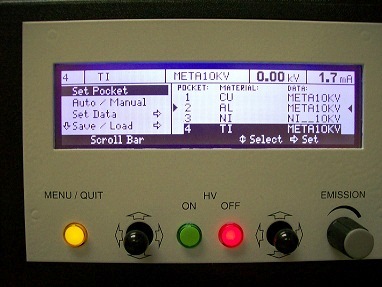 4 TI META10KV 0.00 kV 1.7 mA
Set Pocket
Auto / Manual
Set Data
Save / Load
Scroll Bar
POCKET: MATERIAL: DATA:
1 CU META10KV
2 AL META10KV
3 NI NI__10KV
4 TI META10KV
Select Set
MENU / QUIT
HV
ON OFF
EMISSION